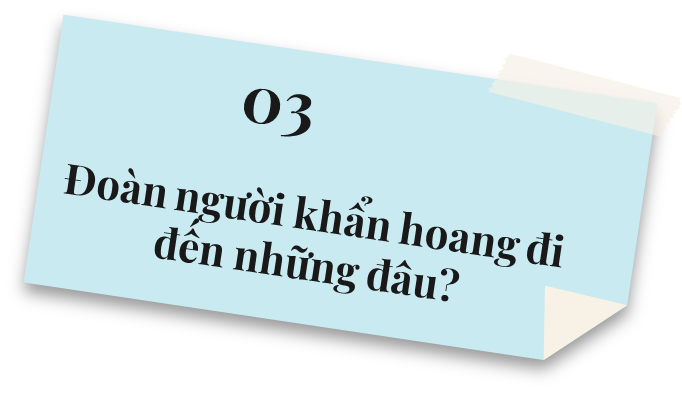 03
Đoàn người khẩn hoang đi
đến những đâu?